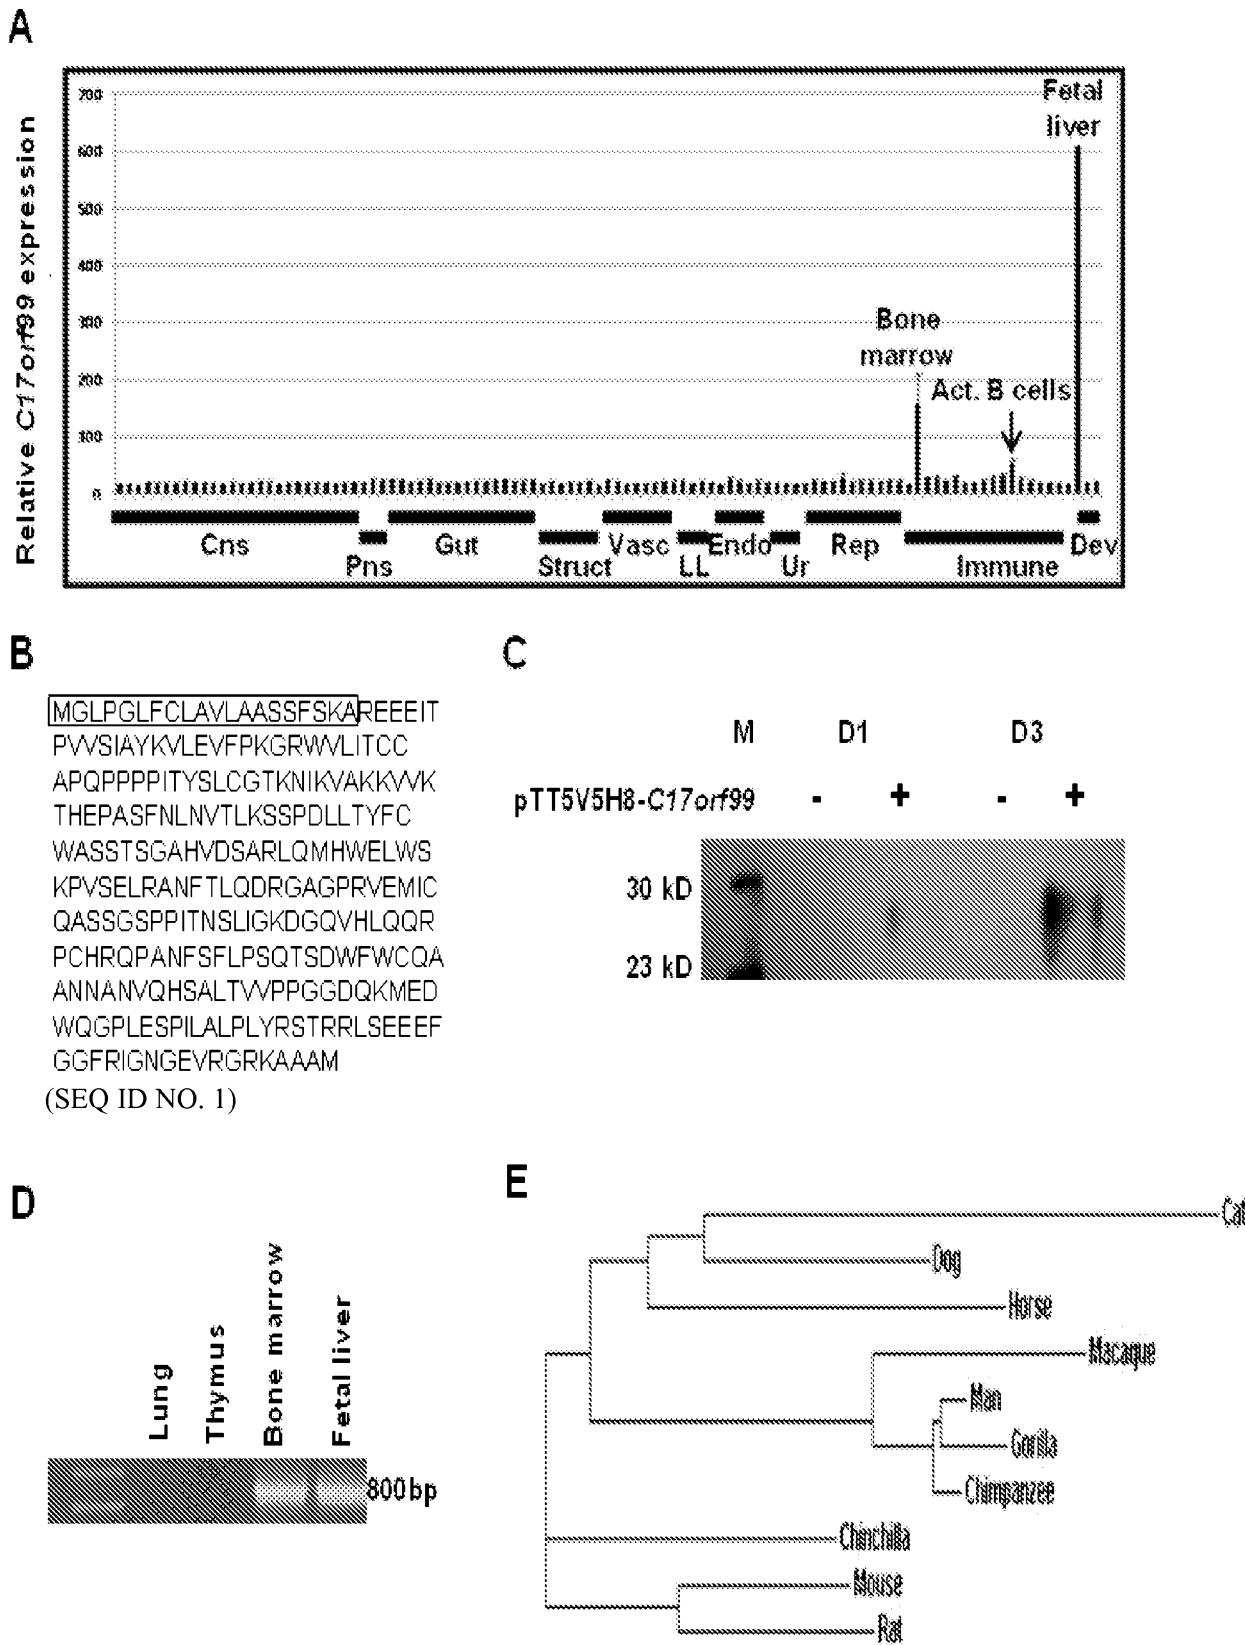 A
Relative C17orf99 expression
700
600
500
400
300
200
100
0
Fetal
liver
Bone
marrow
Act. B cells
Cns
Pns
Gut
Struct
Vasc
LL
Endo
Ur
Rep
Immune
Dev
B
MGLPGLFCLAVLAASSFSKAREEEIT
PVVSIAYKVLEVFPKGRWVLITCC
APQPPPPITYSLCGTKNIKVAKKVVK
THEPASFNLNVTLKSSPDLLTYFC
WASSTSGAHVDSARLQMHWELWS
KPVSELRANFTLQDRGAGPRVEMIC
QASSGSPPITNSLIGKDGQVHLQQR
PCHRQPANFSFLPSQTSDWFWCQA
ANNANVQHSALTVVPPGGDQKMED
WQGPLESPILALPLYRSTRRLSEEEF
GGFRIGNGEVRGRKAAAM
(SEQ ID NO. 1)
C
M D1 D3
pTT5V5H8-C17orf99 - + - +
30 kD
23 kD
D
Lung
Thymus
Bone marrow
Fetal liver
800bp
E
Cat
Dog
Horse
Macaque
Man
Gorilla
Chimpanzee
Chinchilla
Mouse
Rat